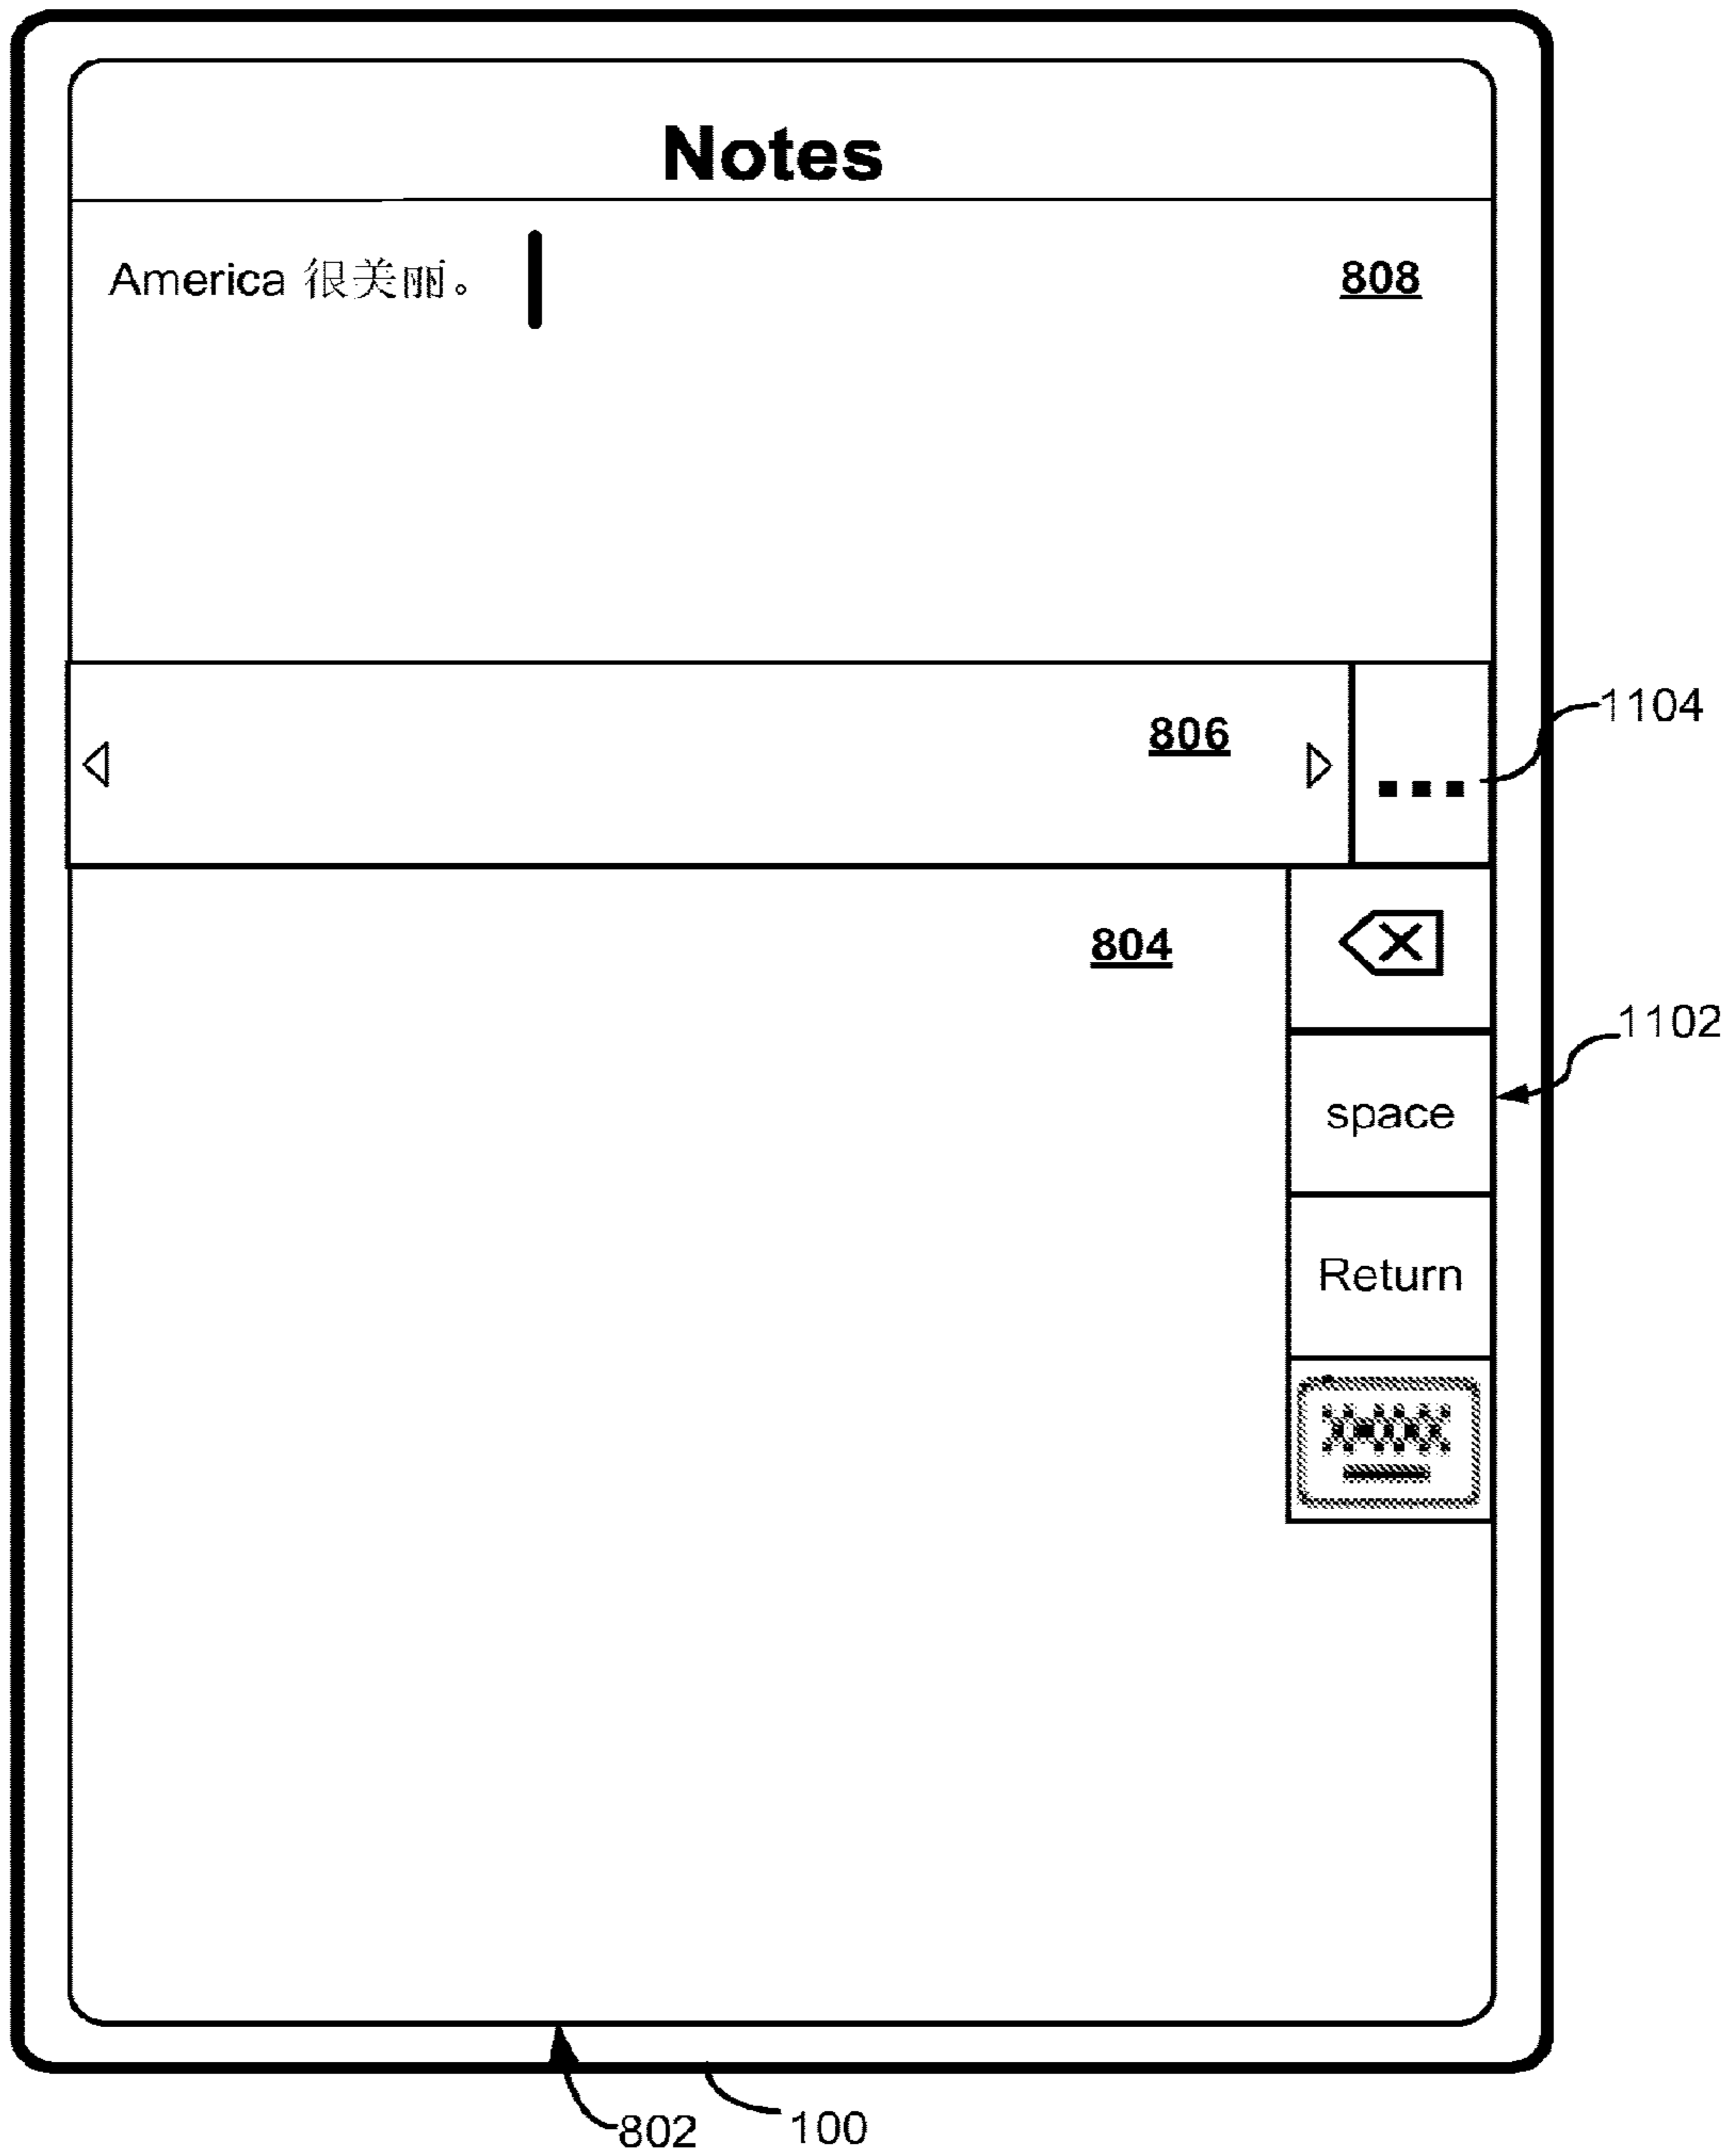 Notes
America 很美丽。
808
1104
806
...
804
1102
space
Return
802
100